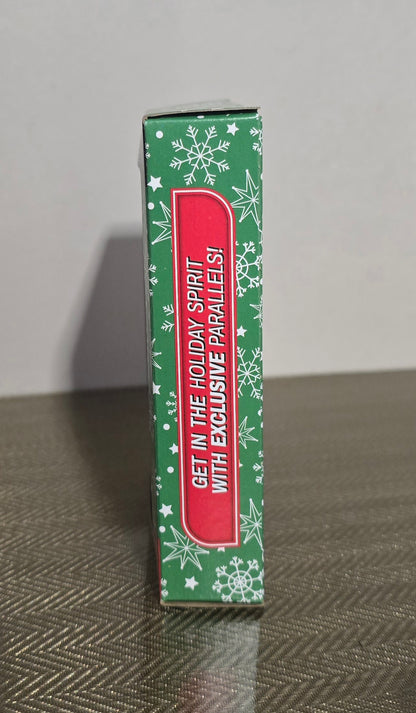 GET IN THE HOLIDAY SPIRIT
WITH EXCLUSIVE PARALLELS!